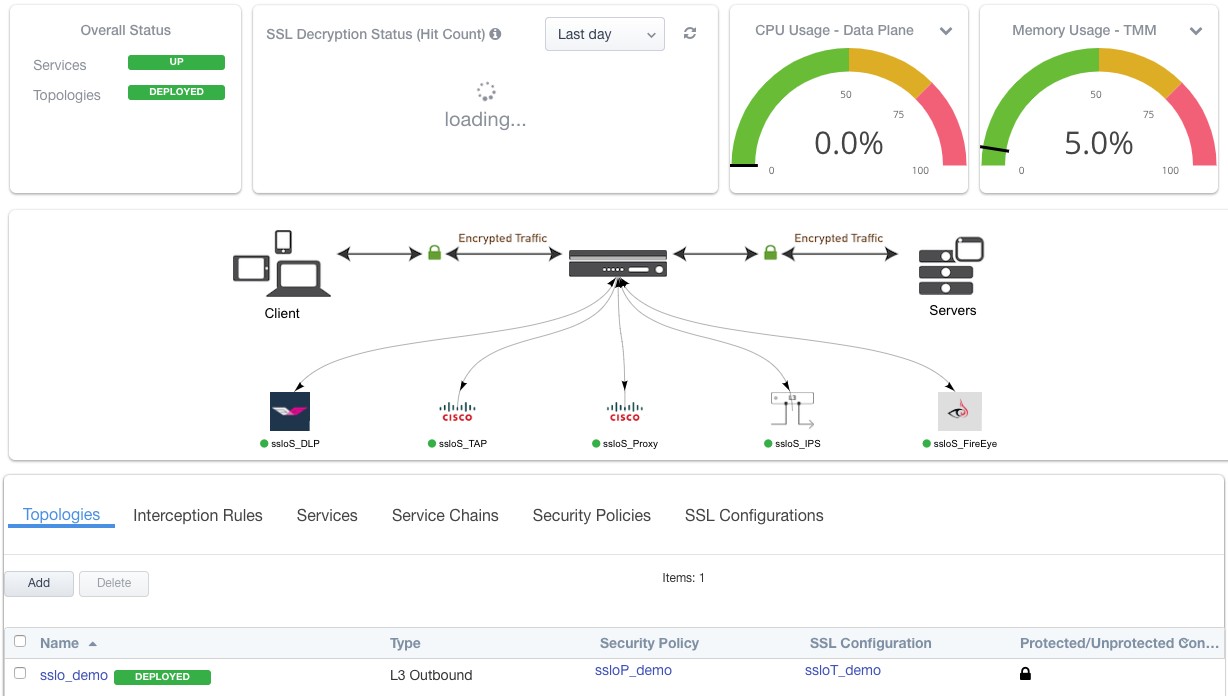 Overall Status
Services UP
Topologies DEPLOYED
SSL Decryption Status (Hit Count)
Last day
loading...
CPU Usage - Data Plane
50
75
0.0%
0
100
Memory Usage - TMM
50
75
5.0%
0
100
Encrypted Traffic
Encrypted Traffic
Client
Servers
CISCO
CISCO
L3
ssloS_DLP
ssloS_TAP
ssloS_Proxy
ssloS_IPS
ssloS_FireEye
Topologies Interception Rules Services Service Chains Security Policies SSL Configurations
Add Delete Items: 1
Name Type Security Policy SSL Configuration Protected/Unprotected Con...
sslo_demo DEPLOYED L3 Outbound ssloP_demo ssloT_demo